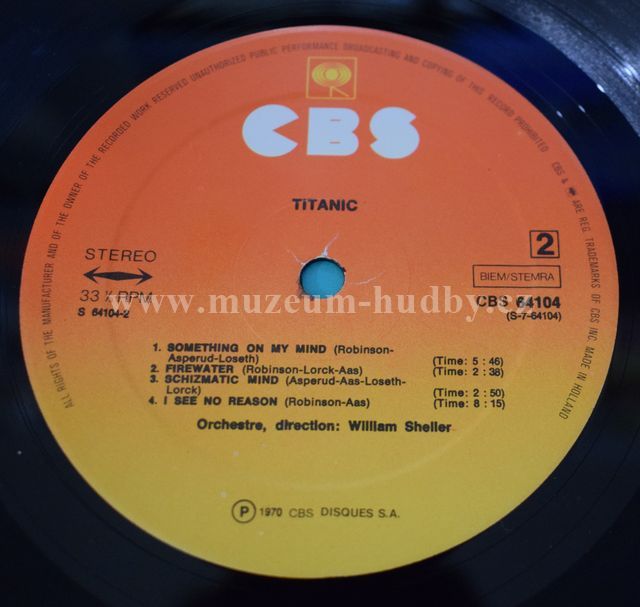 ALL RIGHTS OF THE MANUFACTURER AND OF THE OWNER OF THE RECORDED WORK RESERVED UNAUTHORIZED PUBLIC PERFORMANCE BROADCASTING AND COPYING OF THIS RECORD PROHIBITED CBS & ARE REG. TRADEMARKS OF CBS INC. MADE IN HOLLAND
CBS
TiTANIC
STEREO
33⅓ RPM
S 64104-2
2
BIEM/STEMRA
CBS 64104
(S-7-64104)
www.muzeum-hudby.cz
1. SOMETHING ON MY MIND (Robinson-
Asperud-Loseth) (Time: 5 : 46)
2. FIREWATER (Robinson-Lorck-Aas) (Time: 2 : 38)
3. SCHIZMATIC MIND (Asperud-Aas-Loseth-
Lorck) (Time: 2 : 50)
4. I SEE NO REASON (Robinson-Aas) (Time: 8 : 15)
Orchestre, direction: William Sheller
Ⓟ 1970 CBS DISQUES S.A.